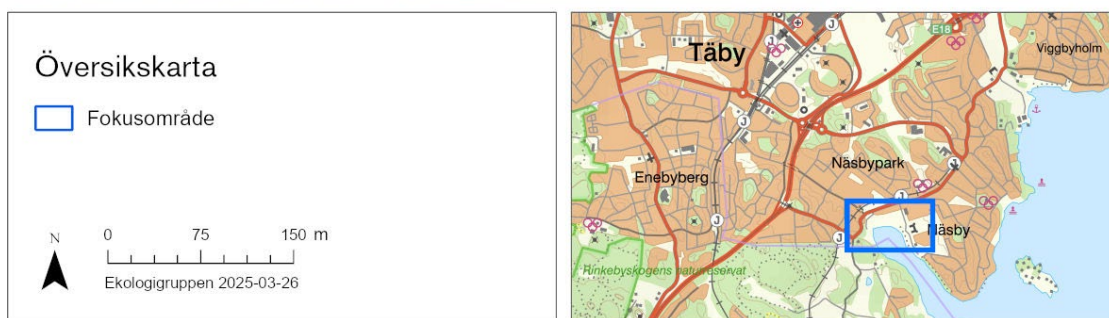 Översikskarta
Fokusområde
N
0 75 150 m
Ekologigruppen 2025-03-26
Täby
E18
Viggbyholm
J
J
J
Näsbypark
Enebyberg
J
J
J
J
Näsby
Rinkebyskogens naturreservat